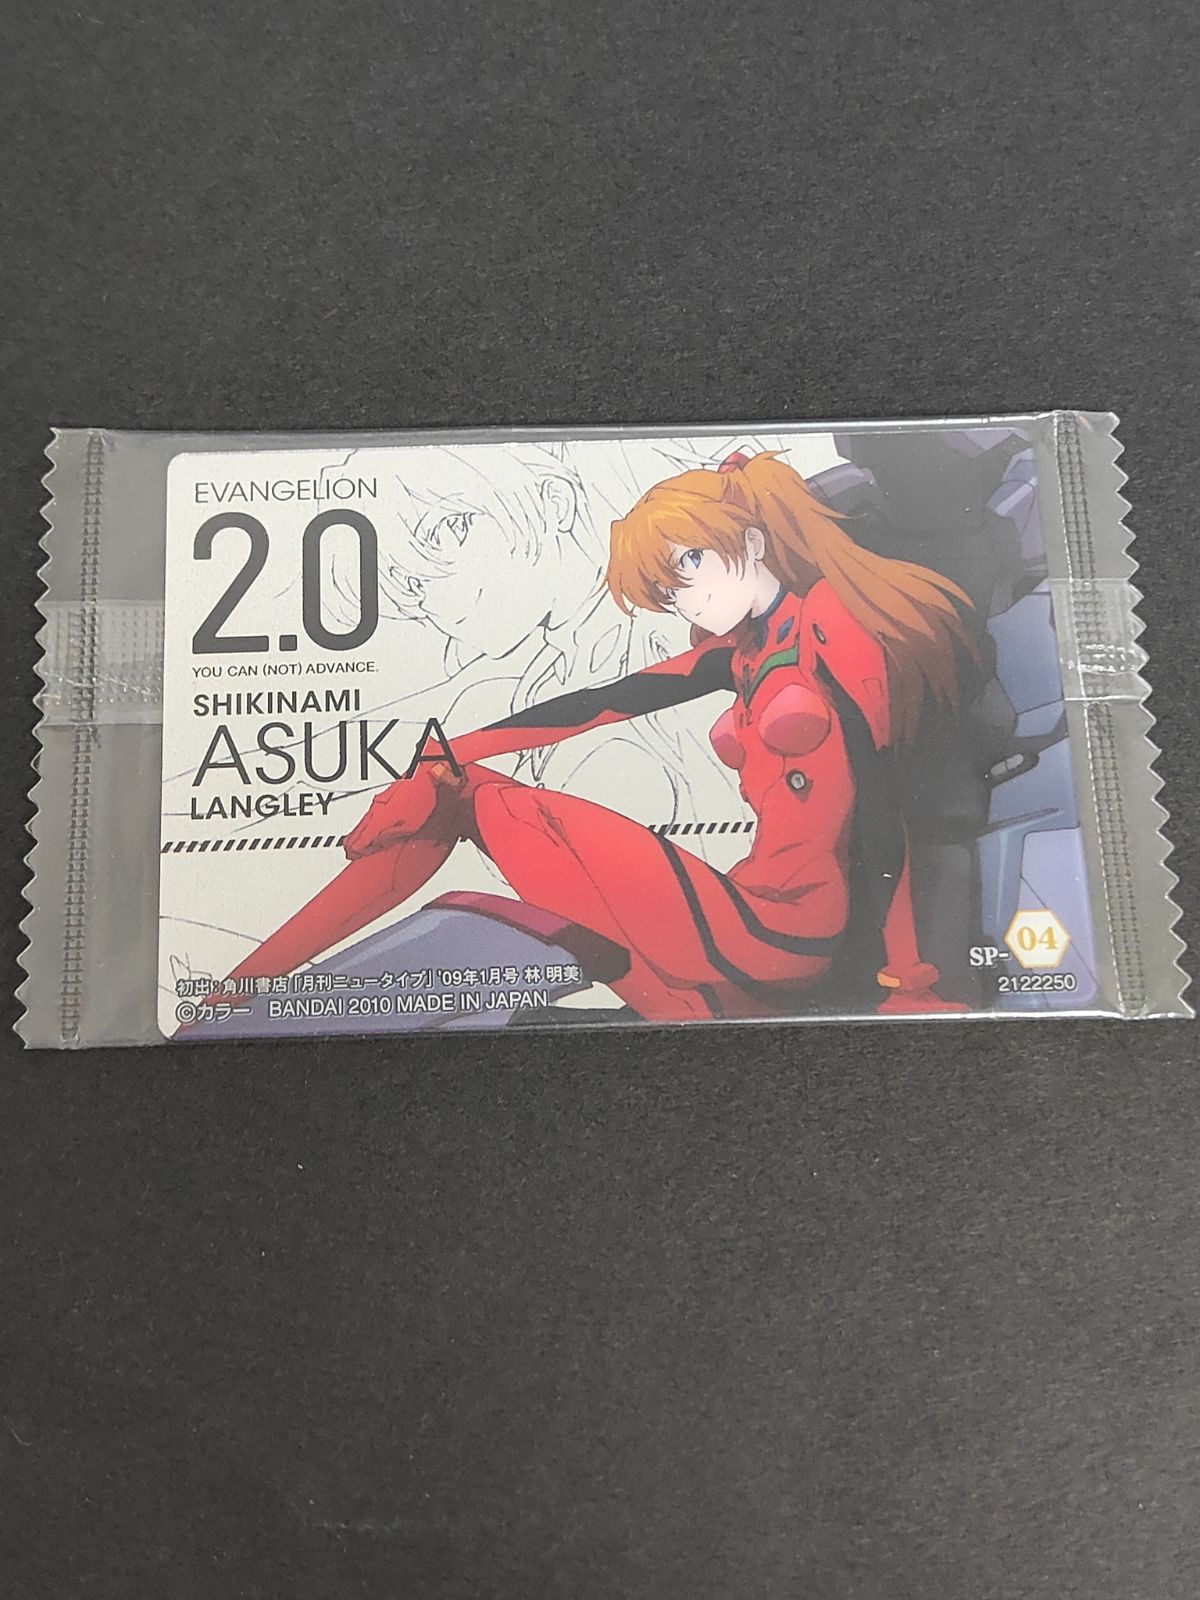 EVANGELION
2.0
YOU CAN (NOT) ADVANCE.
SHIKINAMI
ASUKA
LANGLEY
初出:角川書店「月刊ニュータイプ」'09年1月号 林 明美
©カラー BANDAI 2010 MADE IN JAPAN
SP-04
2122250